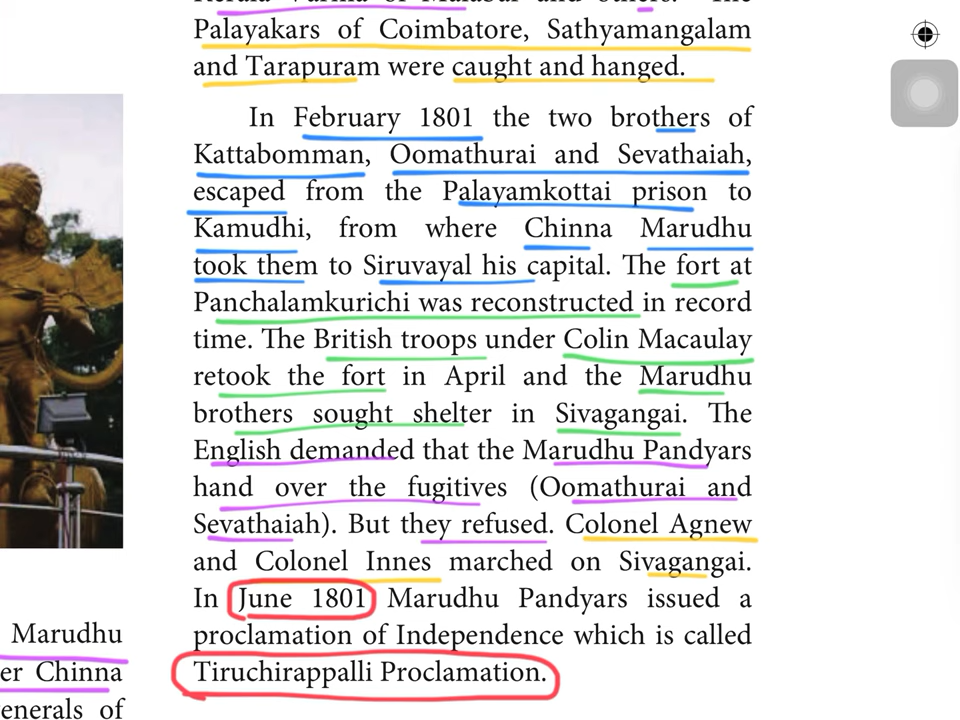 Palayakars of Coimbatore, Sathyamangalam
and Tarapuram were caught and hanged.
In February 1801 the two brothers of
Kattabomman, Oomathurai and Sevathaiah,
escaped from the Palayamkottai prison to
Kamudhi, from where Chinna Marudhu
took them to Siruvayal his capital. The fort at
Panchalamkurichi was reconstructed in record
time. The British troops under Colin Macaulay
retook the fort in April and the Marudhu
brothers sought shelter in Sivagangai. The
English demanded that the Marudhu Pandyars
hand over the fugitives (Oomathurai and
Sevathaiah). But they refused. Colonel Agnew
and Colonel Innes marched on Sivagangai.
In June 1801 Marudhu Pandyars issued a
proclamation of Independence which is called
Tiruchirappalli Proclamation.
Marudhu
er Chinna
enerals of